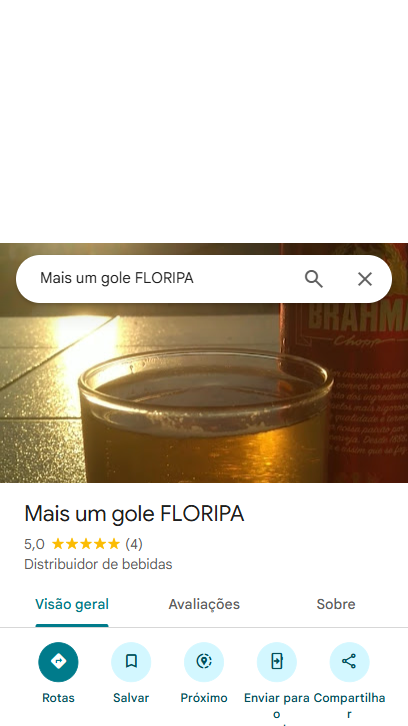 Mais um gole FLORIPA
BRAHMA
Chopp
Mais um gole FLORIPA
5,0 (4)
Distribuidor de bebidas
Visão geral
Avaliações
Sobre
Rotas
Salvar
Próximo
Enviar para
o
Compartilha
r